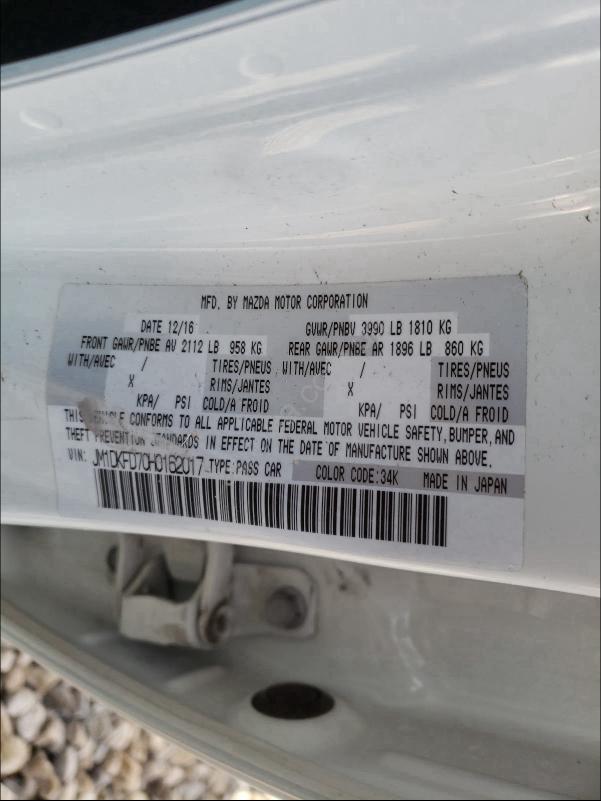 MFD. BY MAZDA MOTOR CORPORATION
DATE 12/16 GVWR/PNBV 3990 LB 1810 KG
FRONT GAWR/PNBE AV 2112 LB 958 KG REAR GAWR/PNBE AR 1896 LB 860 KG
WITH/AVEC / TIRES/PNEUS WITH/AVEC / TIRES/PNEUS
X RIMS/JANTES X RIMS/JANTES
KPA/ PSI COLD/A FROID KPA/ PSI COLD/A FROID
THIS VEHICLE CONFORMS TO ALL APPLICABLE FEDERAL MOTOR VEHICLE SAFETY, BUMPER, AND
THEFT PREVENTION STANDARDS IN EFFECT ON THE DATE OF MANUFACTURE SHOWN ABOVE.
VIN: JM1DKFD70H0162017 TYPE: PASS CAR COLOR CODE: 34K MADE IN JAPAN